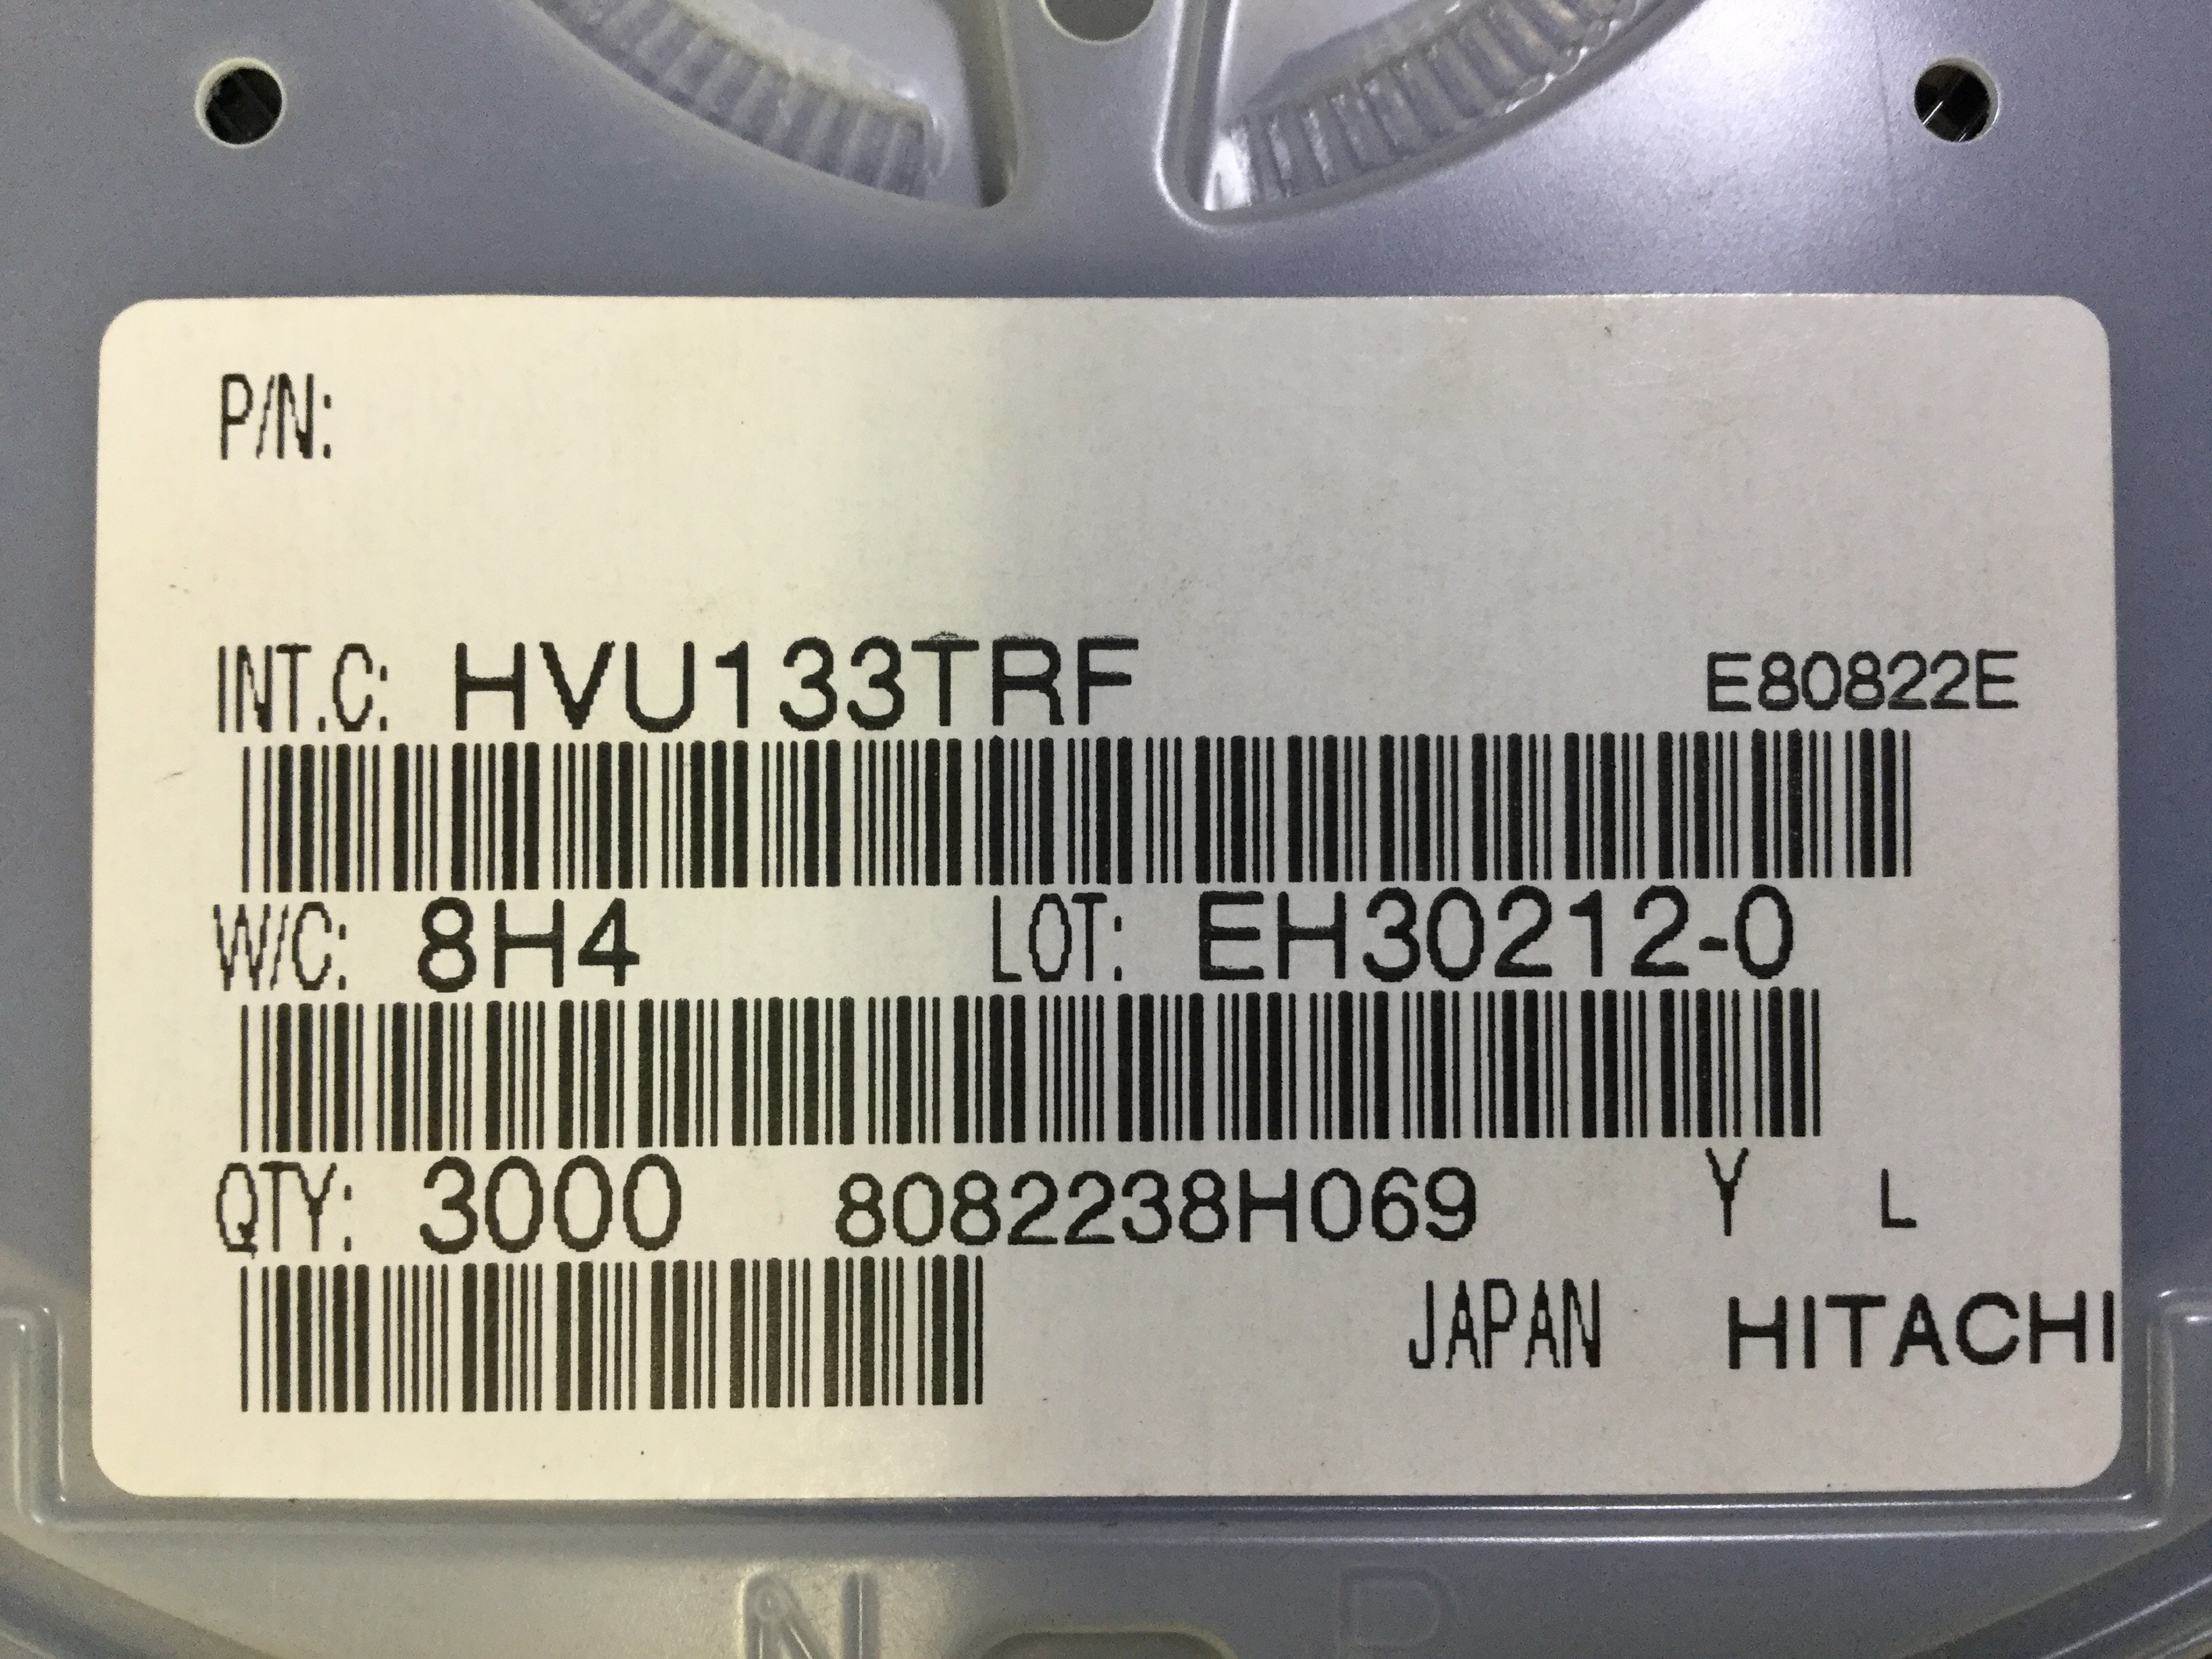 P/N:
INT.C: HVU133TRF E80822E
W/C: 8H4 LOT: EH30212-0
QTY: 3000 8082238H069 Y L
JAPAN HITACHI
N P